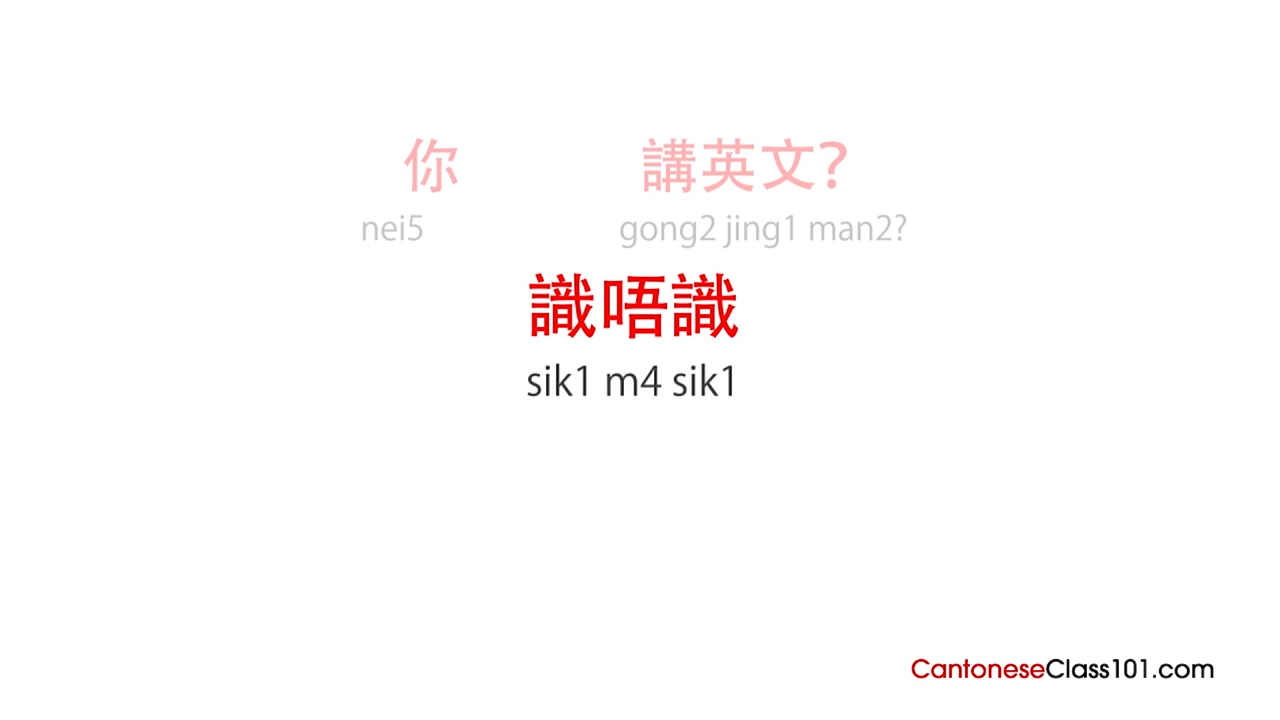 你 講英文?
nei5 gong2 jing1 man2?
識唔識
sik1 m4 sik1
CantoneseClass101.com